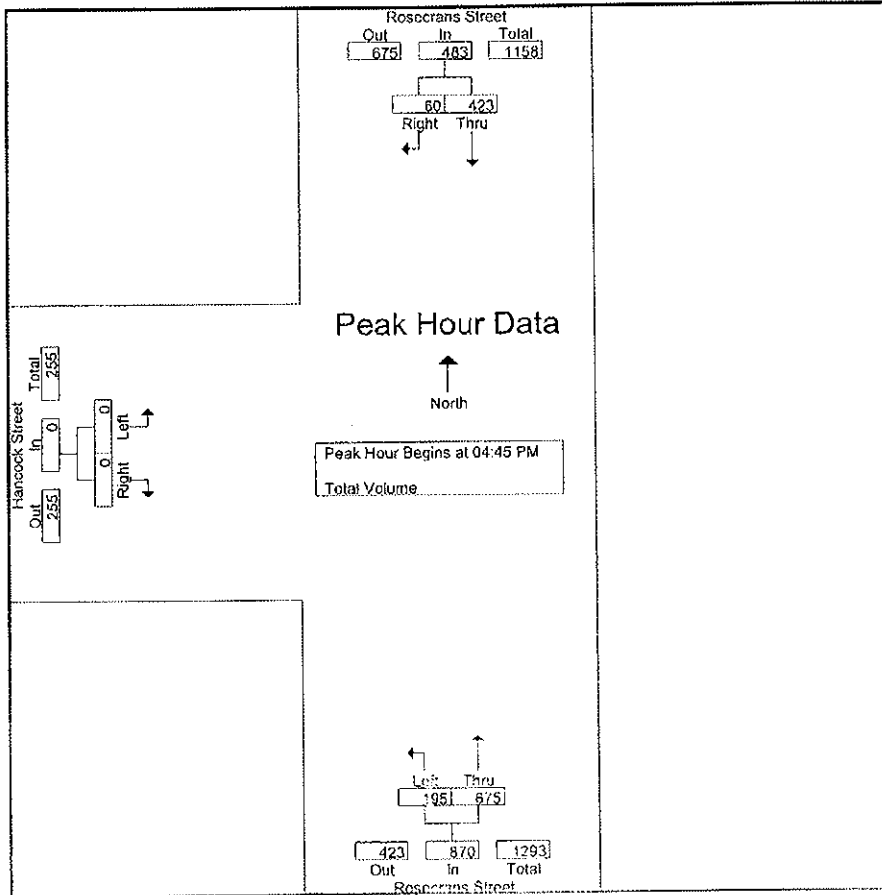 Rosecrans Street
Out In Total
675 483 1158
60 423
Right Thru
Peak Hour Data
North
Peak Hour Begins at 04:45 PM
Total Volume
Hancock Street
Out In Total
255 0 255
0 0
Right Left
Left Thru
195 675
423 870 1293
Out In Total
Rosecrans Street